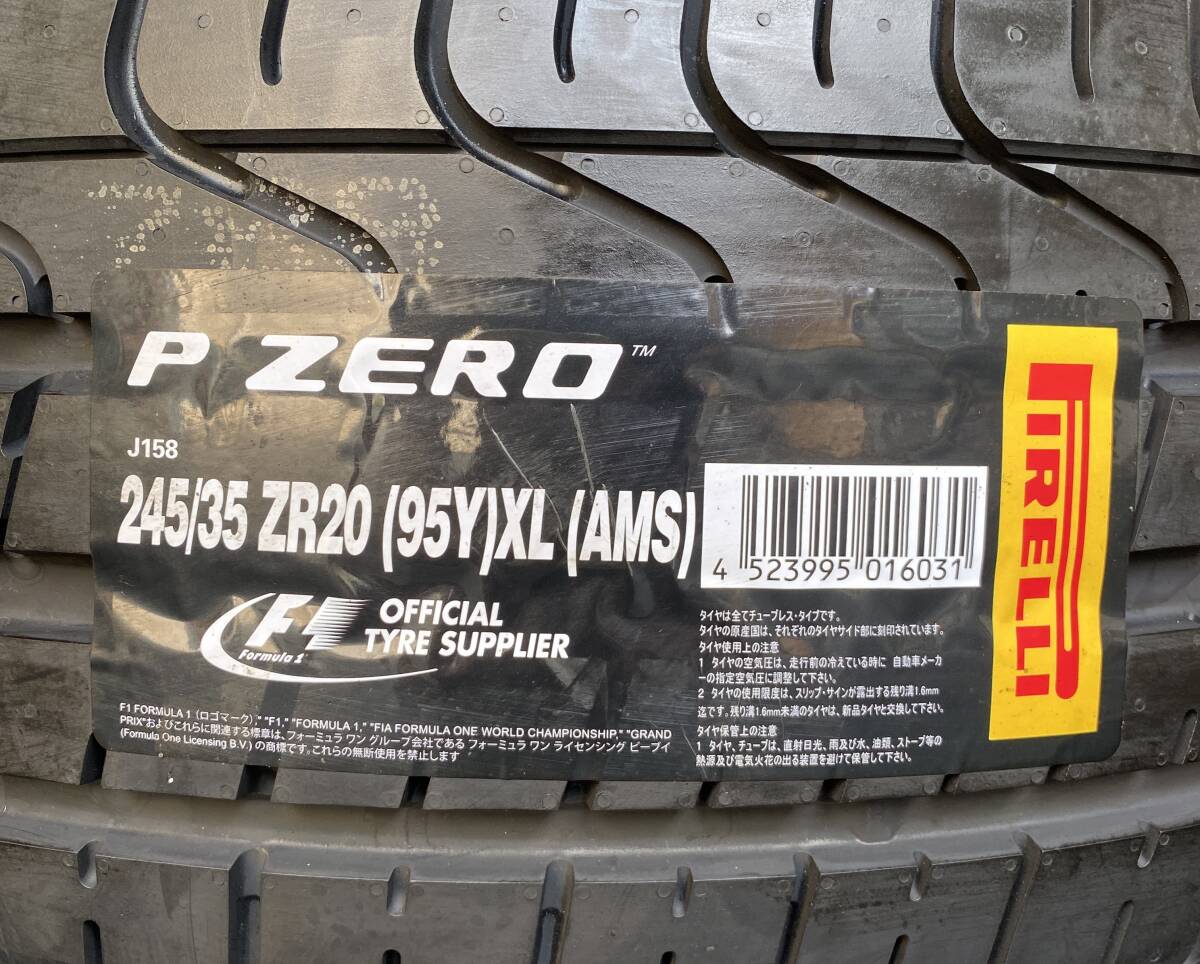 P ZERO™
J158
245/35 ZR20 (95Y)XL (AMS)
4 523995 016031
PIRELLI
F1
Formula 1
OFFICIAL
TYRE SUPPLIER
F1 FORMULA 1 (ロゴマーク)," "F1," "FORMULA 1," "FIA FORMULA ONE WORLD CHAMPIONSHIP," "GRAND
PRIX"およびこれらに関連する標章は、フォーミュラ ワン グループ会社である フォーミュラ ワン ライセンシング ビーブイ
(Formula One Licensing B.V.) の商標です。これらの無断使用を禁止します
タイヤは全てチューブレス・タイプです。
タイヤの原産国は、それぞれのタイヤサイド部に刻印されています。
タイヤ使用上の注意
1 タイヤの空気圧は、走行前の冷えている時に 自動車メーカ
ーの指定空気圧に調整して下さい。
2 タイヤの使用限度は、スリップ・サインが露出する残り溝1.6mm
迄です。残り溝1.6mm未満のタイヤは、新品タイヤと交換して下さい。
タイヤ保管上の注意
1 タイヤ、チューブは、直射日光、雨及び水、油類、ストーブ等の
熱源及び電気火花の出る装置を避けて保管して下さい。